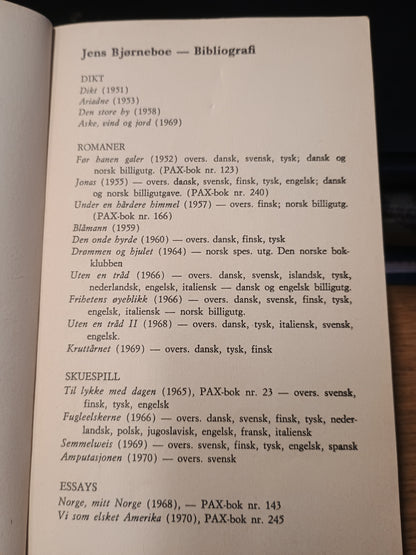 Jens Bjørneboe — Bibliografi
DIKT
Dikt (1951)
Ariadne (1953)
Den store by (1958)
Aske, vind og jord (1969)
ROMANER
Før hanen galer (1952) overs. dansk, svensk, tysk; dansk og
norsk billigutg. (PAX-bok nr. 123)
Jonas (1955) — overs. dansk, svensk, finsk, tysk, engelsk; dansk
og norsk billigutgave. (PAX-bok nr. 240)
Under en hårdere himmel (1957) — overs. finsk; norsk billigutg.
(PAX-bok nr. 166)
Blåmann (1959)
Den onde hyrde (1960) — overs. dansk, finsk, tysk
Drømmen og hjulet (1964) — norsk spes. utg. Den norske bok-
klubben
Uten en tråd (1966) — overs. dansk, svensk, islandsk, tysk,
nederlandsk, engelsk, italiensk — dansk og engelsk billigutg.
Frihetens øyeblikk (1966) — overs. dansk, svensk, finsk, tysk,
engelsk, italiensk — norsk billigutg.
Uten en tråd II (1968) — overs. dansk, tysk, italiensk, svensk,
engelsk.
Kruttårnet (1969) — overs. dansk, tysk, finsk
SKUESPILL
Til lykke med dagen (1965), PAX-bok nr. 23 — overs. svensk,
finsk, tysk, engelsk
Fugleelskerne (1966) — overs. dansk, svensk, finsk, tysk, neder-
landsk, polsk, jugoslavisk, engelsk, fransk, italiensk
Semmelweis (1969) — overs. svensk, finsk, tysk, engelsk, spansk
Amputasjonen (1970) — overs. svensk
ESSAYS
Norge, mitt Norge (1968), — PAX-bok nr. 143
Vi som elsket Amerika (1970), PAX-bok nr. 245